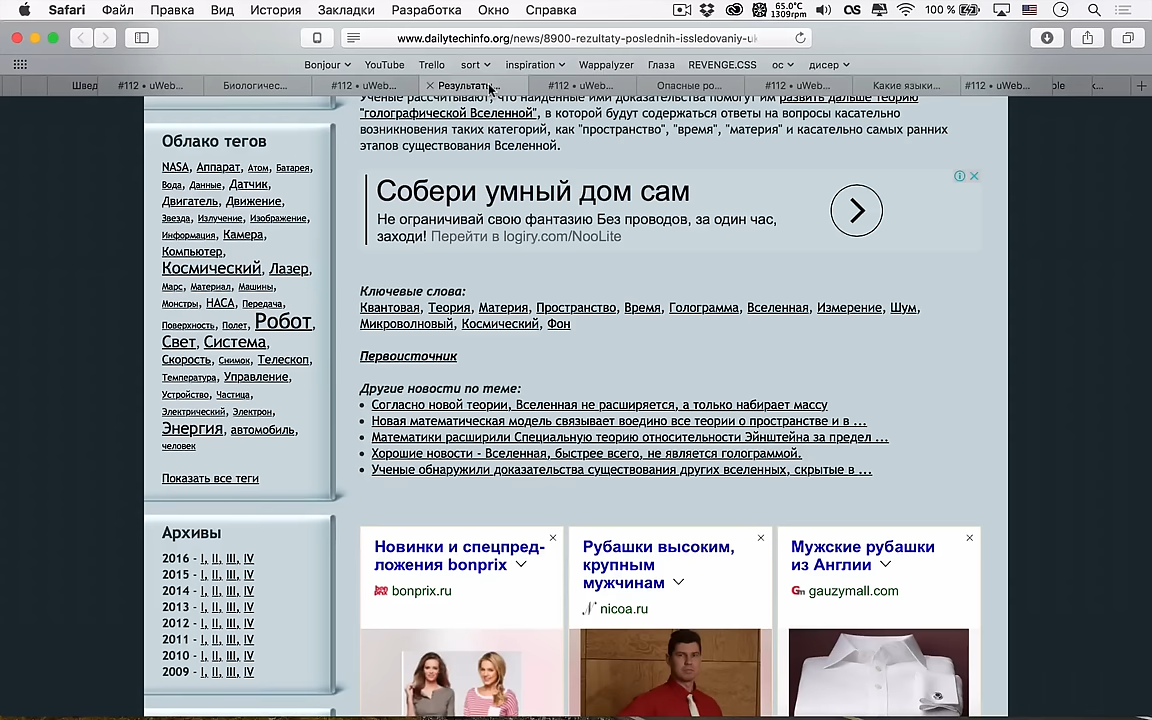 Safari Файл Правка Вид История Закладки Разработка Окно Справка
65.0°C
1309rpm
100 %
www.dailytechinfo.org/news/8900-rezultaty-poslednih-issledovaniy-u
Bonjour YouTube Trello sort inspiration Wappalyzer Глаза REVENGE.CSS ос дисер
Швед #112 • uWeb... Биологичес... #112 • uWeb... Результаты... #112 • uWeb... Опасные ро... #112 • uWeb... Какие языки... #112 • uWeb...
Ученые рассчитывают, что найденные ими доказательства помогут им развить дальше теорию
"голографической Вселенной", в которой будут содержаться ответы на вопросы касательно
возникновения таких категорий, как "пространство", "время", "материя" и касательно самых ранних
этапов существования Вселенной.
Собери умный дом сам
Не ограничивай свою фантазию Без проводов, за один час,
заходи! Перейти в logiry.com/NooLite
Ключевые слова:
Квантовая, Теория, Материя, Пространство, Время, Голограмма, Вселенная, Измерение, Шум,
Микроволновый, Космический, Фон
Первоисточник
Другие новости по теме:
• Согласно новой теории, Вселенная не расширяется, а только набирает массу
• Новая математическая модель связывает воедино все теории о пространстве и в ...
• Математики расширили Специальную теорию относительности Эйнштейна за предел ...
• Хорошие новости - Вселенная, быстрее всего, не является голограммой.
• Ученые обнаружили доказательства существования других вселенных, скрытые в ...
Облако тегов
NASA, Аппарат, Атом, Батарея,
Вода, Данные, Датчик,
Двигатель, Движение,
Звезда, Излучение, Изображение,
Информация, Камера,
Компьютер,
Космический, Лазер,
Марс, Материал, Машины,
Монстры, НАСА, Передача,
Поверхность, Полет, Робот,
Свет, Система,
Скорость, Снимок, Телескоп,
Температура, Управление,
Устройство, Частица,
Электрический, Электрон,
Энергия, автомобиль,
человек
Показать все теги
Архивы
2016 - I, II, III, IV
2015 - I, II, III, IV
2014 - I, II, III, IV
2013 - I, II, III, IV
2012 - I, II, III, IV
2011 - I, II, III, IV
2010 - I, II, III, IV
2009 - I, II, III, IV
Новинки и спецпред-
ложения bonprix
bonprix.ru
Рубашки высоким,
крупным
мужчинам
nicoa.ru
Мужские рубашки
из Англии
gauzymall.com